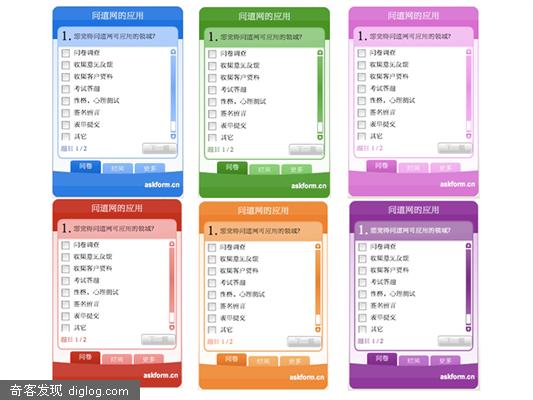 问道网的应用
1. 您觉得问道网可应用的领域?
问卷调查
收集意见反馈
收集客户资料
考试答题
性格，心理测试
签名留言
表单提交
其它
题目 1 / 2
下一题
问卷 时间 更多
askform.cn
问道网的应用
1. 您觉得问道网可应用的领域?
问卷调查
收集意见反馈
收集客户资料
考试答题
性格，心理测试
签名留言
表单提交
其它
题目 1 / 2
下一题
问卷 时间 更多
askform.cn
问道网的应用
1. 您觉得问道网可应用的领域?
问卷调查
收集意见反馈
收集客户资料
考试答题
性格，心理测试
签名留言
表单提交
其它
题目 1 / 2
下一题
问卷 时间 更多
askform.cn
问道网的应用
1. 您觉得问道网可应用的领域?
问卷调查
收集意见反馈
收集客户资料
考试答题
性格，心理测试
签名留言
表单提交
其它
题目 1 / 2
下一题
问卷 时间 更多
askform.cn
问道网的应用
1. 您觉得问道网可应用的领域?
问卷调查
收集意见反馈
收集客户资料
考试答题
性格，心理测试
签名留言
表单提交
其它
题目 1 / 2
下一题
问卷 时间 更多
askform.cn
问道网的应用
1. 您觉得问道网可应用的领域?
问卷调查
收集意见反馈
收集客户资料
考试答题
性格，心理测试
签名留言
表单提交
其它
题目 1 / 2
下一题
问卷 时间 更多
askform.cn
奇客发现 diglog.com